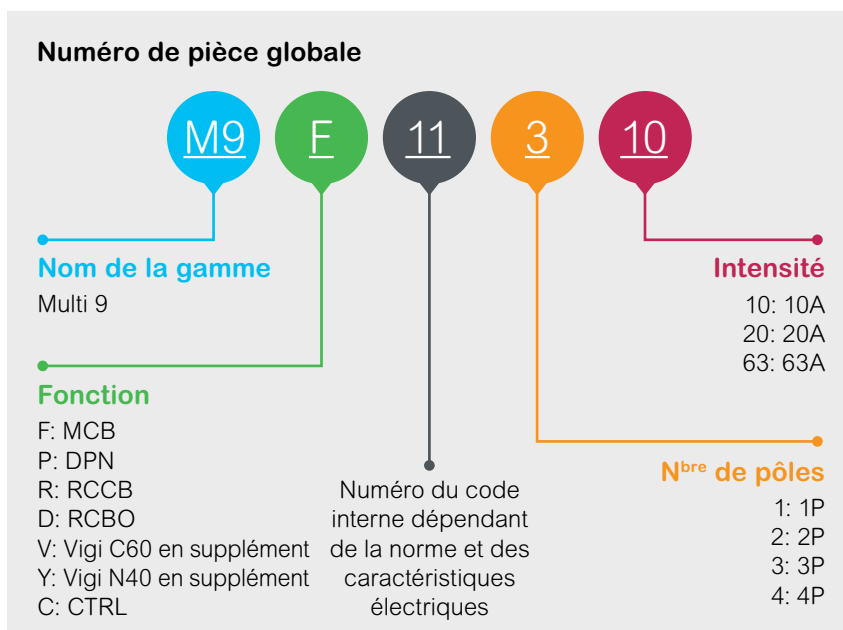 Numéro de pièce globale
M9 F 11 3 10
Nom de la gamme
Multi 9
Fonction
F: MCB
P: DPN
R: RCCB
D: RCBO
V: Vigi C60 en supplément
Y: Vigi N40 en supplément
C: CTRL
Numéro du code
interne dépendant
de la norme et des
caractéristiques
électriques
Intensité
10: 10A
20: 20A
63: 63A
Nbre de pôles
1: 1P
2: 2P
3: 3P
4: 4P